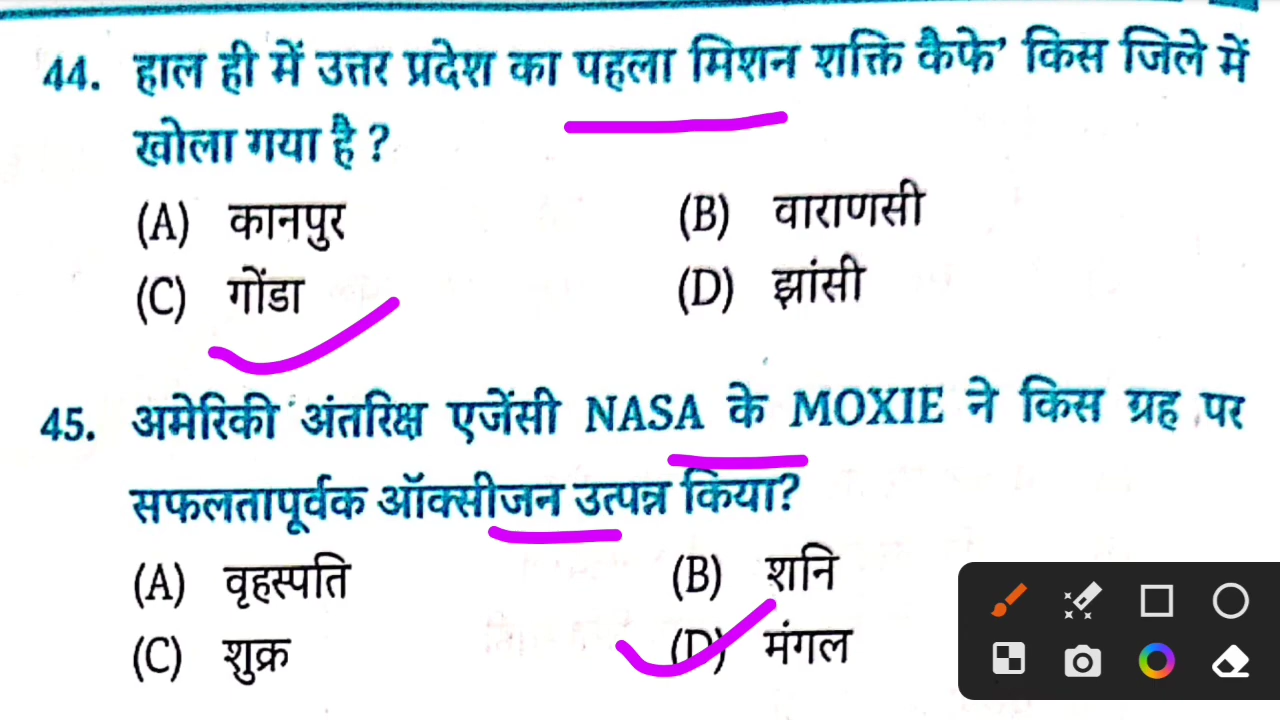 44. हाल ही में उत्तर प्रदेश का पहला मिशन शक्ति कैफे’ किस जिले में
खोला गया है ?
(A) कानपुर (B) वाराणसी
(C) गोंडा (D) झांसी
45. अमेरिकी अंतरिक्ष एजेंसी NASA के MOXIE ने किस ग्रह पर
सफलतापूर्वक ऑक्सीजन उत्पन्न किया?
(A) वृहस्पति (B) शनि
(C) शुक्र (D) मंगल